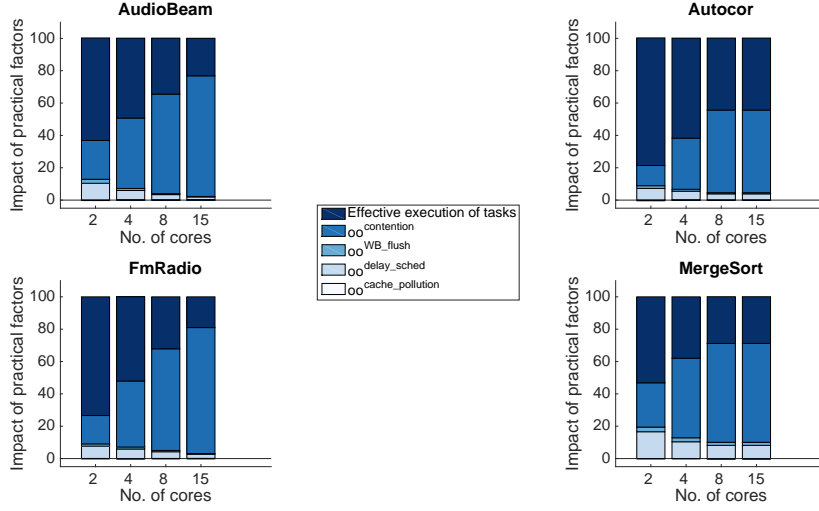 AudioBeam
Impact of practical factors
100
80
60
40
20
0
2 4 8 15
No. of cores
Autocor
Impact of practical factors
100
80
60
40
20
0
2 4 8 15
No. of cores
Effective execution of tasks
oo^contention
oo^WB_flush
oo^delay_sched
oo^cache_pollution
FmRadio
Impact of practical factors
100
80
60
40
20
0
2 4 8 15
No. of cores
MergeSort
Impact of practical factors
100
80
60
40
20
0
2 4 8 15
No. of cores